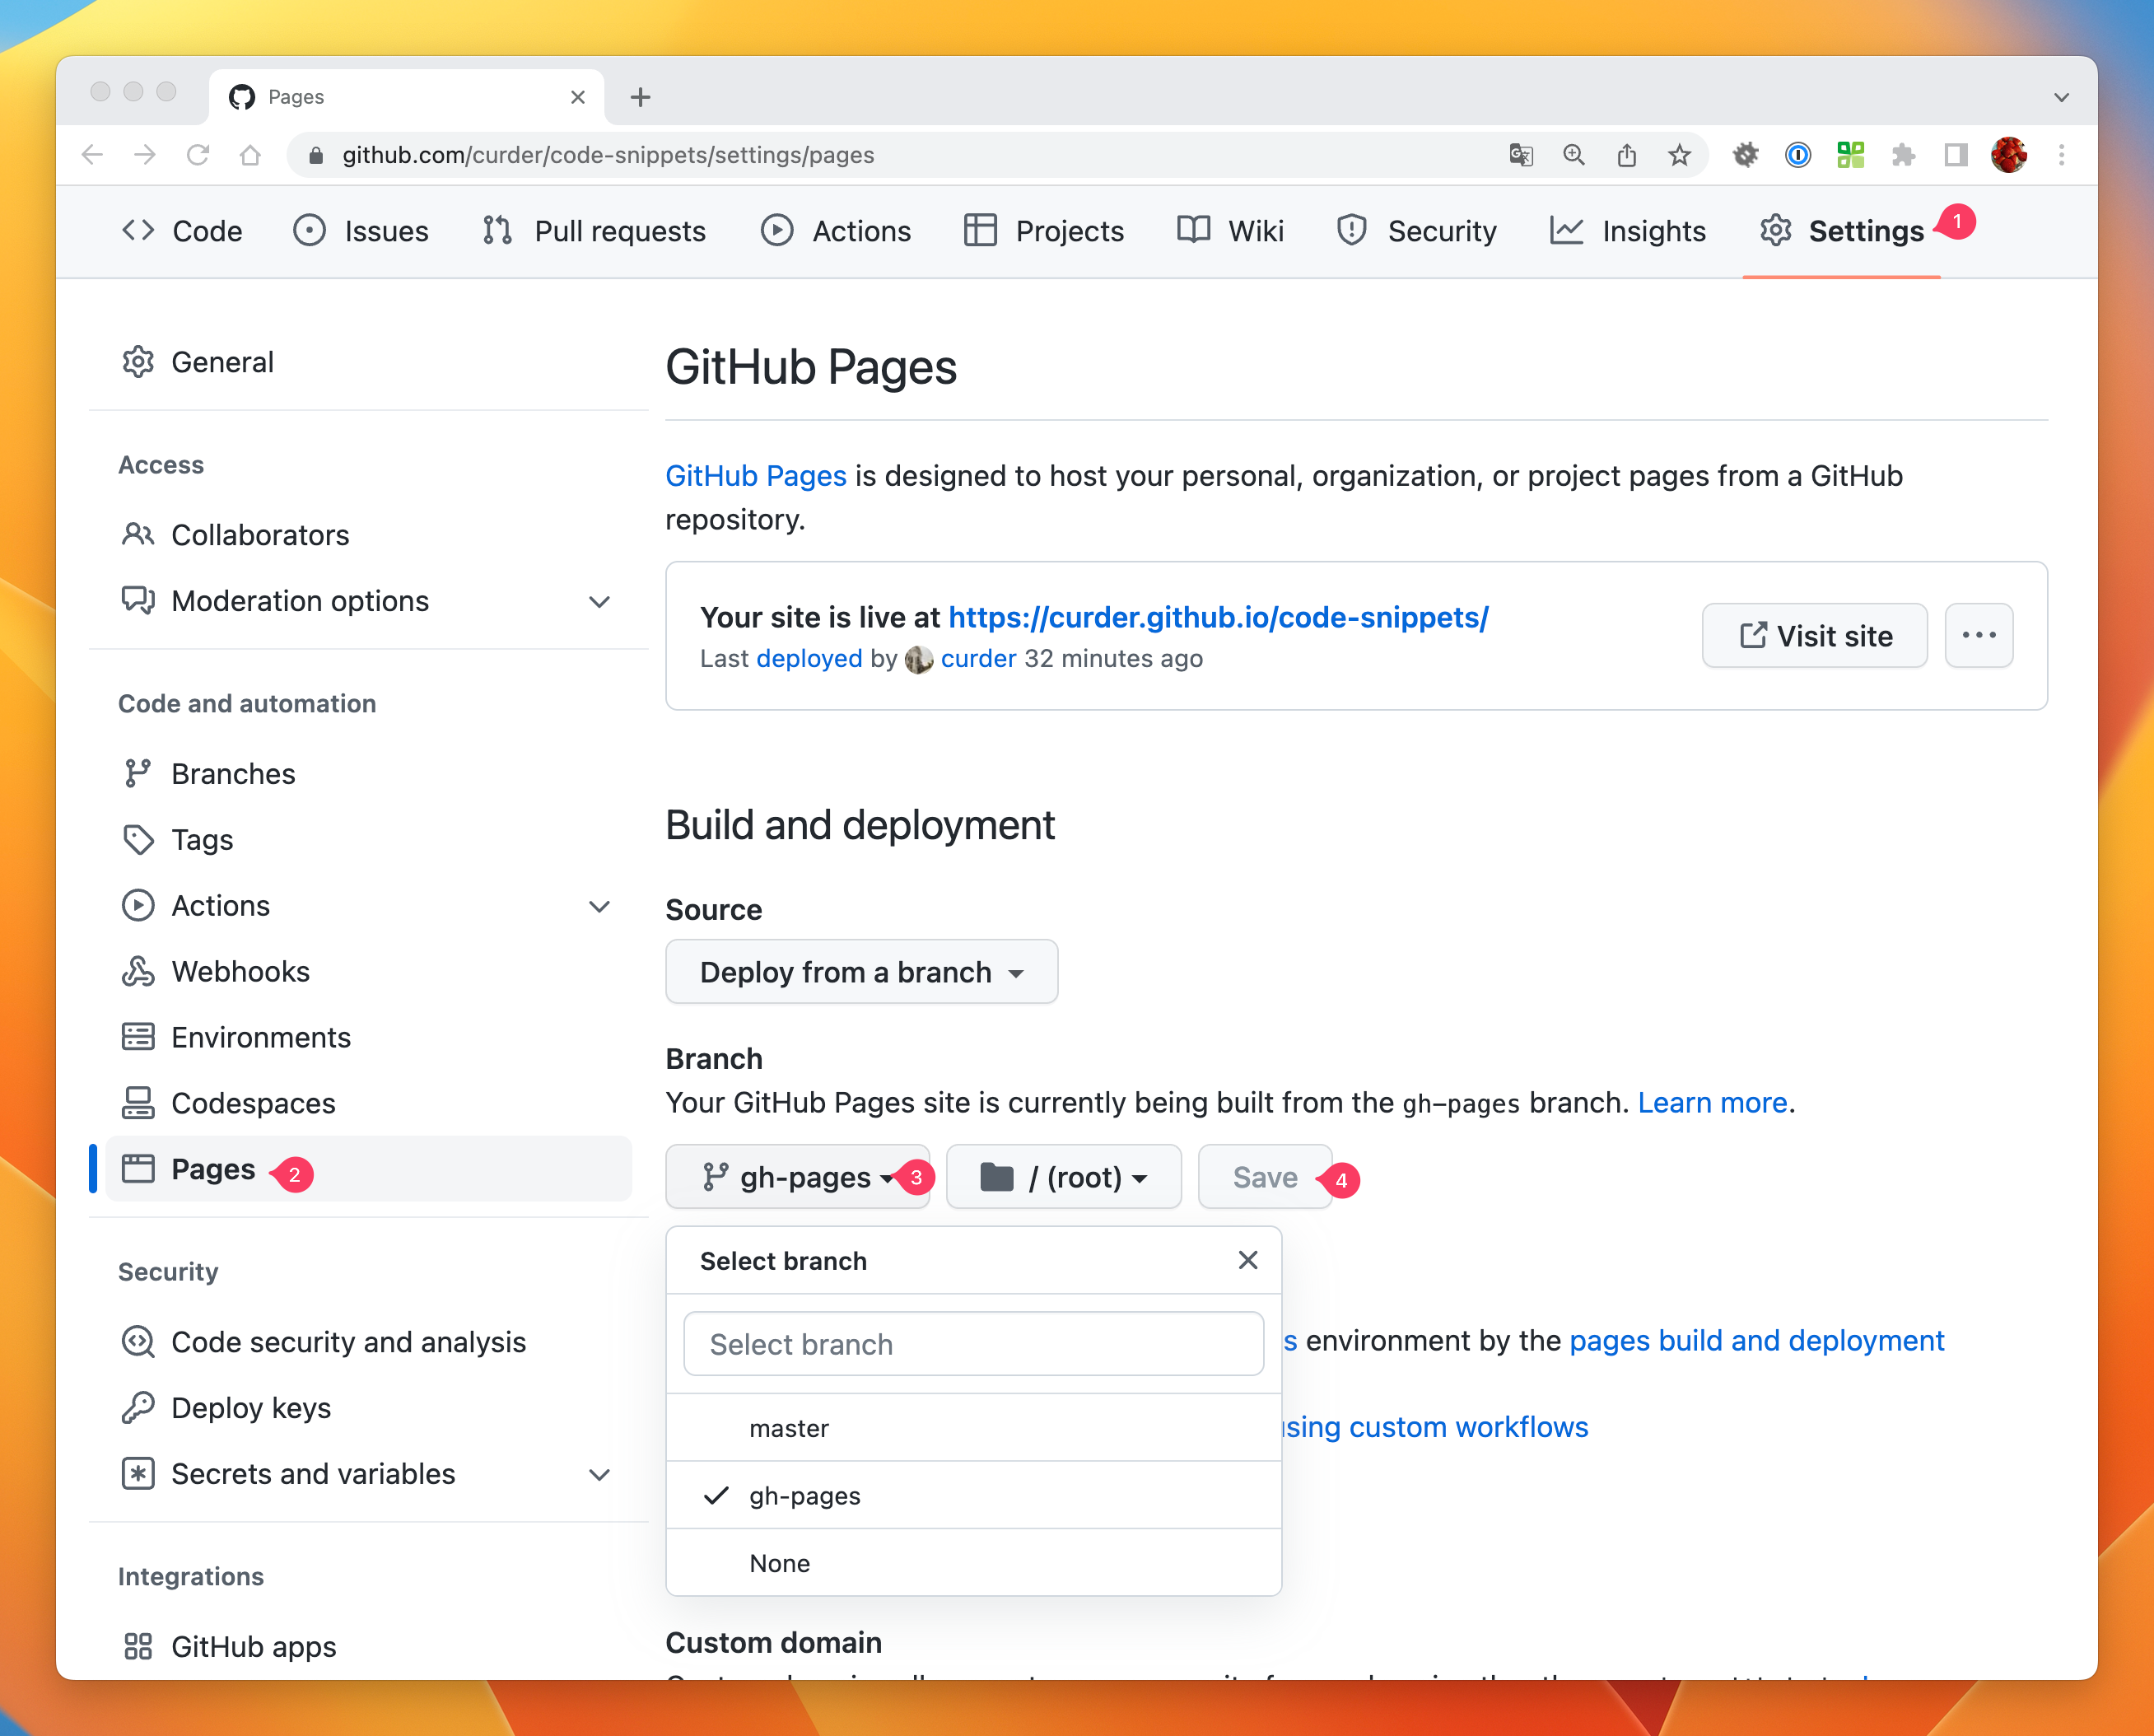 Pages
github.com/curder/code-snippets/settings/pages
Code Issues Pull requests Actions Projects Wiki Security Insights Settings 1
General
Access
Collaborators
Moderation options
Code and automation
Branches
Tags
Actions
Webhooks
Environments
Codespaces
Pages 2
Security
Code security and analysis
Deploy keys
Secrets and variables
Integrations
GitHub apps
GitHub Pages
GitHub Pages is designed to host your personal, organization, or project pages from a GitHub
repository.
Your site is live at https://curder.github.io/code-snippets/
Last deployed by curder 32 minutes ago
Visit site
Build and deployment
Source
Deploy from a branch
Branch
Your GitHub Pages site is currently being built from the gh-pages branch. Learn more.
gh-pages 3 / (root) Save 4
Select branch
Select branch
master
gh-pages
None
environment by the pages build and deployment
using custom workflows
Custom domain